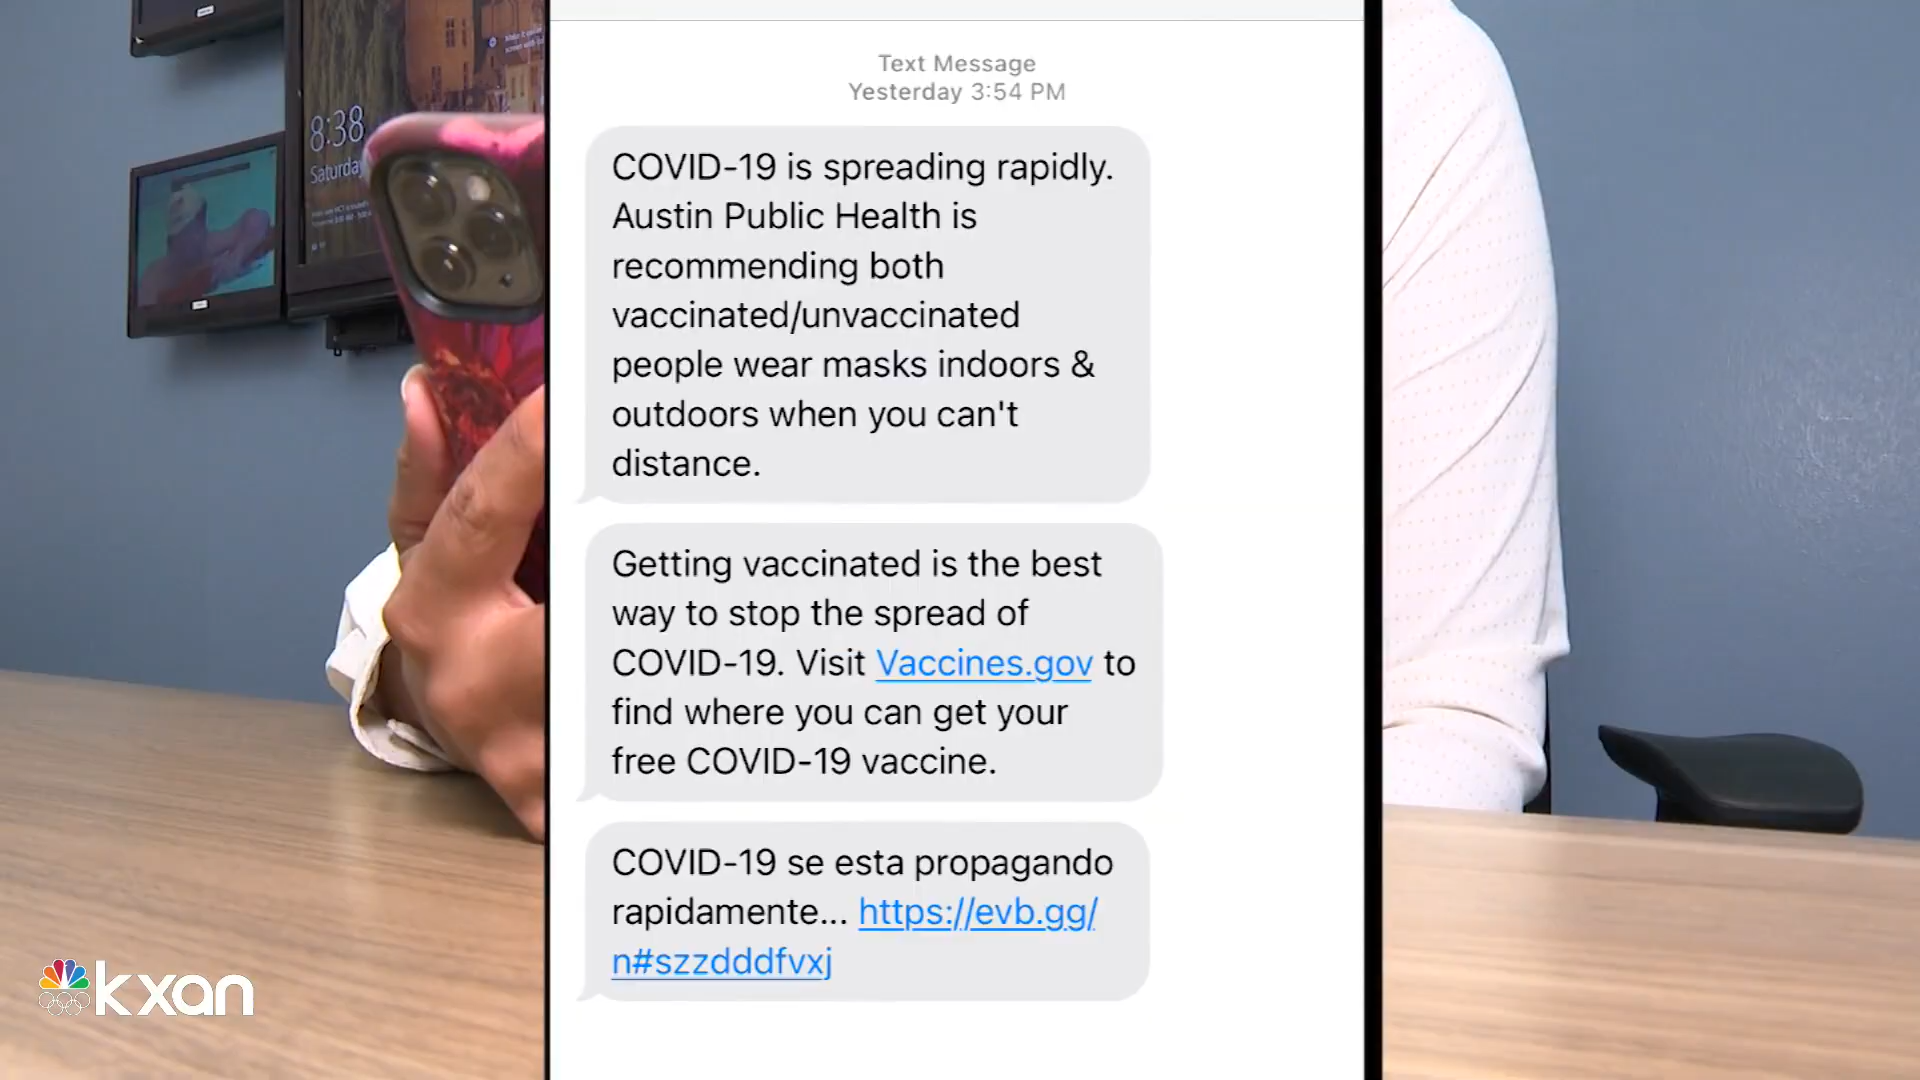 8:38
Saturday
Text Message
Yesterday 3:54 PM
COVID-19 is spreading rapidly.
Austin Public Health is
recommending both
vaccinated/unvaccinated
people wear masks indoors &
outdoors when you can't
distance.
Getting vaccinated is the best
way to stop the spread of
COVID-19. Visit Vaccines.gov to
find where you can get your
free COVID-19 vaccine.
COVID-19 se esta propagando
rapidamente... https://evb.gg/
n#szzdddfvxj
kxan